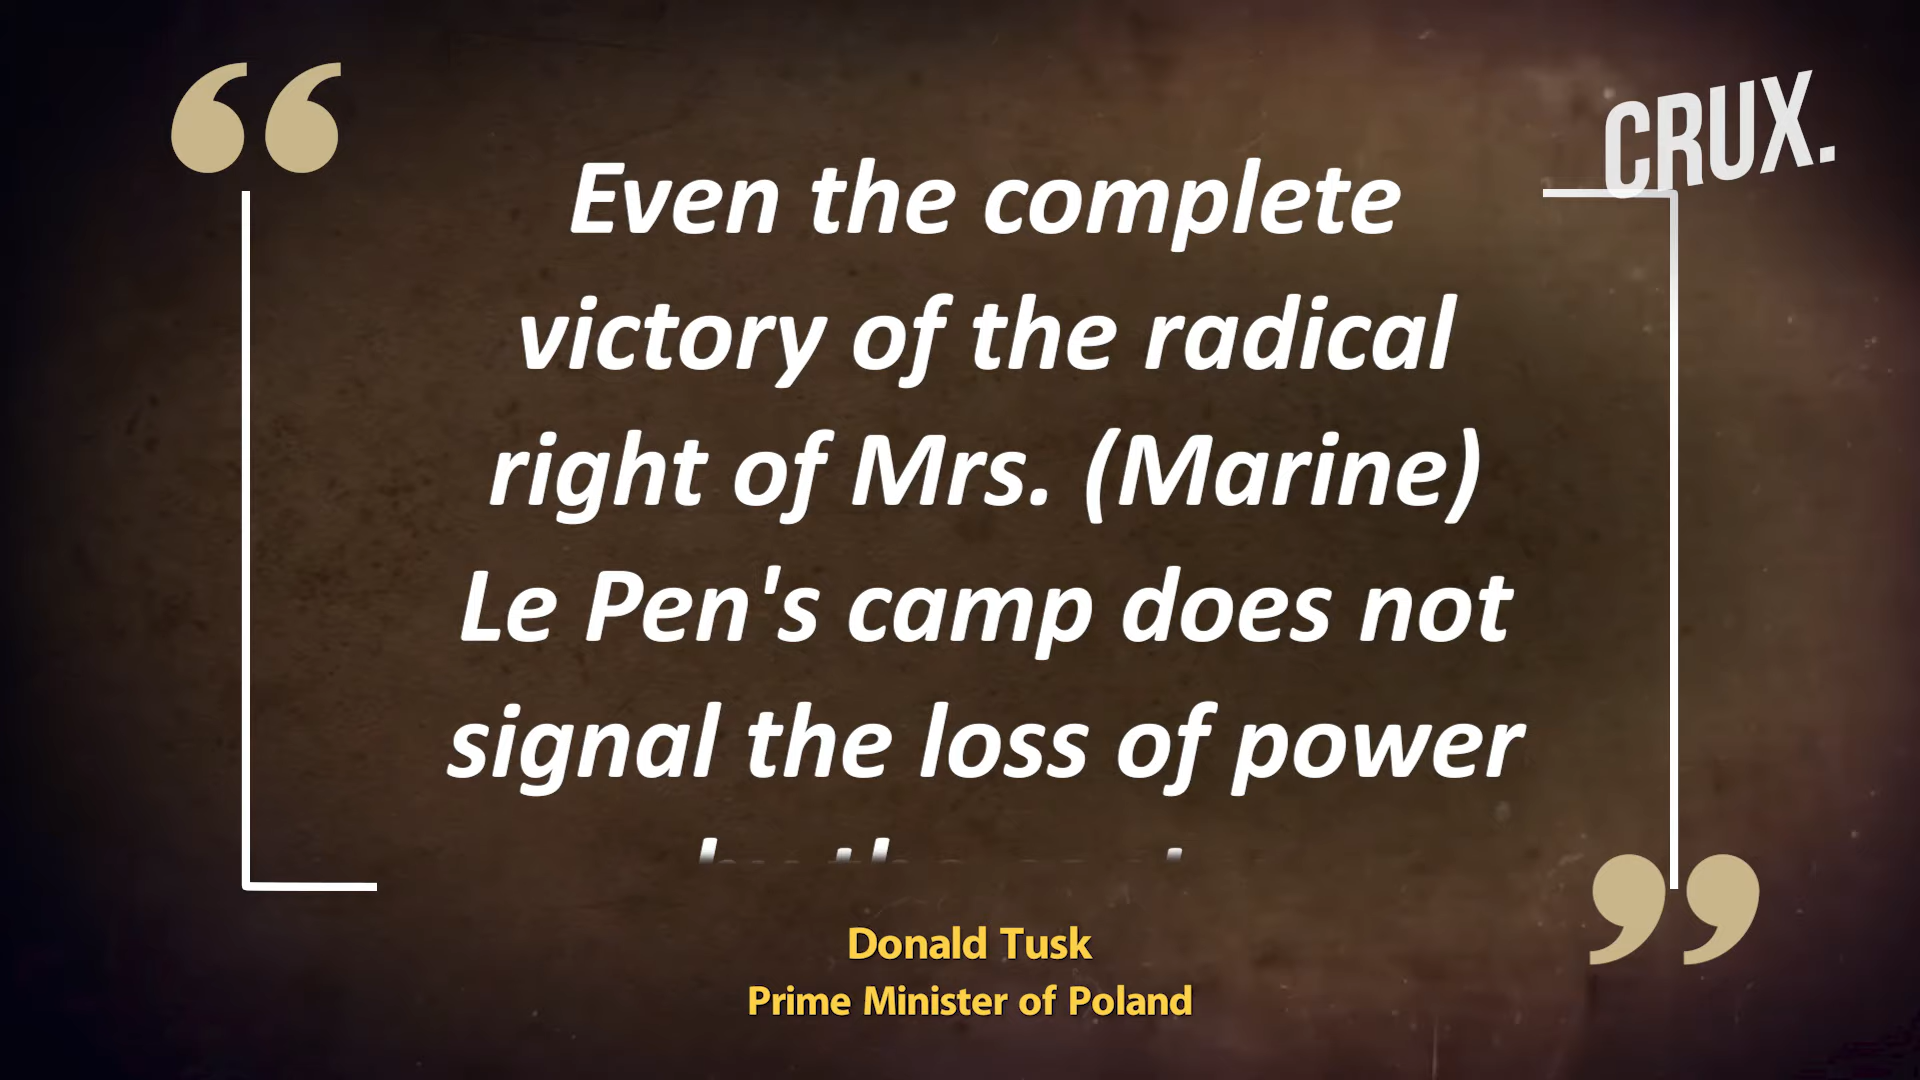 CRUX.
Even the complete
victory of the radical
right of Mrs. (Marine)
Le Pen's camp does not
signal the loss of power
Donald Tusk
Prime Minister of Poland